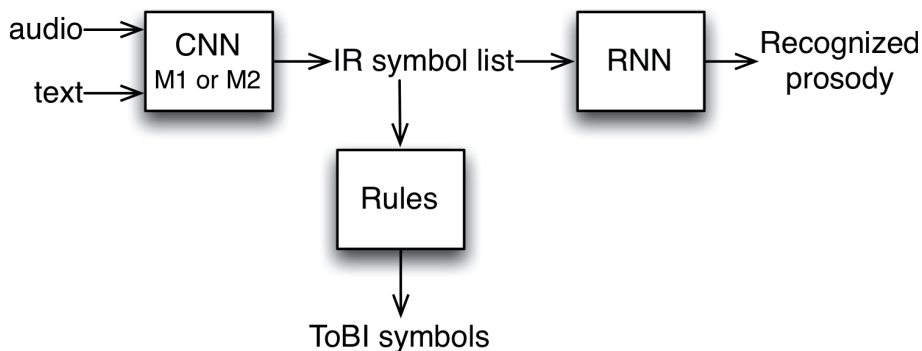 audio
CNN
M1 or M2
text
IR symbol list
RNN
Recognized
prosody
Rules
ToBI symbols